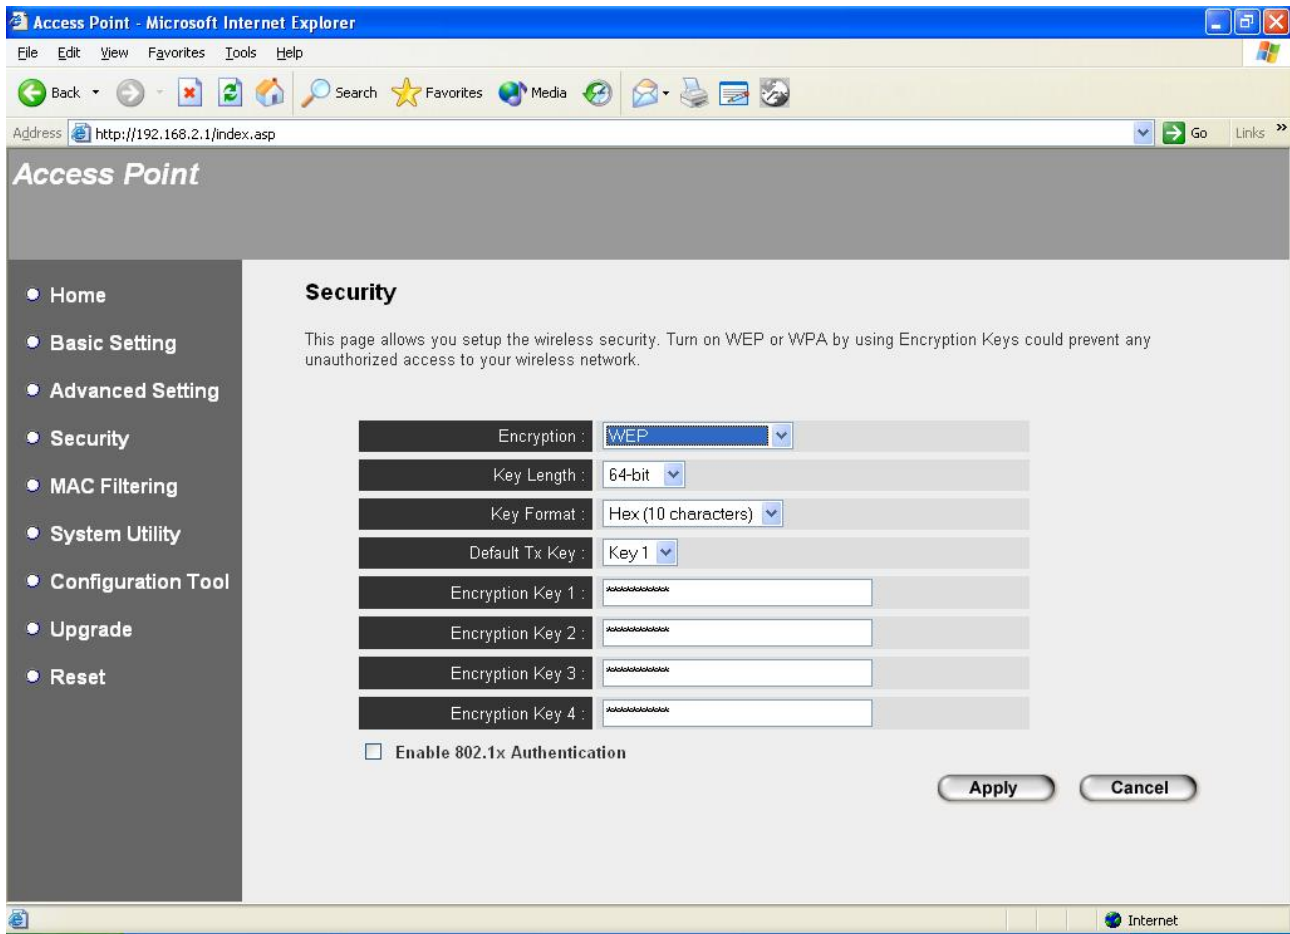 Access Point - Microsoft Internet Explorer
File Edit View Favorites Tools Help
Back Search Favorites Media
Address http://192.168.2.1/index.asp Go Links »
Access Point
Home
Basic Setting
Advanced Setting
Security
MAC Filtering
System Utility
Configuration Tool
Upgrade
Reset
Security
This page allows you setup the wireless security. Turn on WEP or WPA by using Encryption Keys could prevent any
unauthorized access to your wireless network.
Encryption : WEP
Key Length : 64-bit
Key Format : Hex (10 characters)
Default Tx Key : Key 1
Encryption Key 1 : **********
Encryption Key 2 : **********
Encryption Key 3 : **********
Encryption Key 4 : **********
Enable 802.1x Authentication
Apply Cancel
Internet